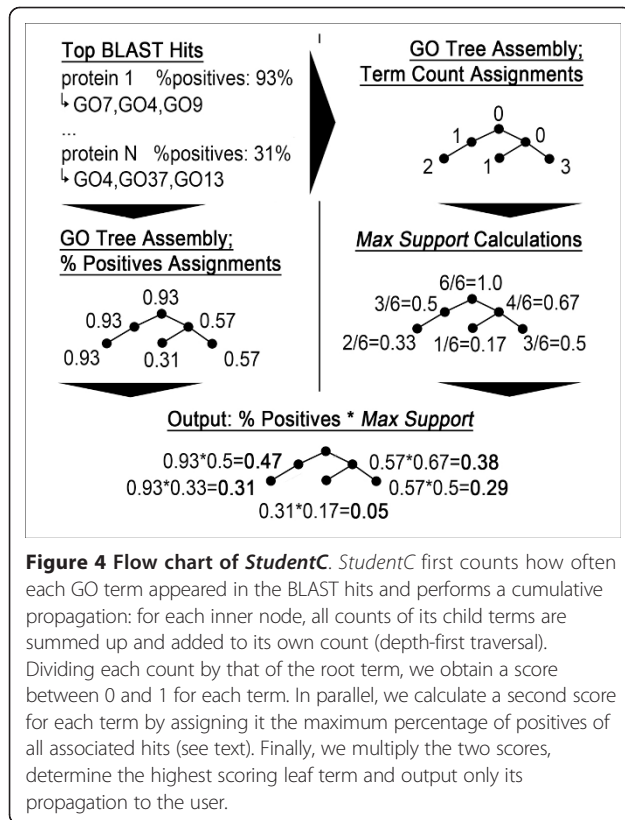 Top BLAST Hits
protein 1 %positives: 93%
↳ GO7,GO4,GO9
...
protein N %positives: 31%
↳ GO4,GO37,GO13
GO Tree Assembly;
Term Count Assignments
0
1 0
2 1 3
GO Tree Assembly;
% Positives Assignments
0.93
0.93 0.57
0.93 0.31 0.57
Max Support Calculations
6/6=1.0
3/6=0.5 4/6=0.67
2/6=0.33 1/6=0.17 3/6=0.5
Output: % Positives * Max Support
0.93*0.5=0.47 0.57*0.67=0.38
0.93*0.33=0.31 0.57*0.5=0.29
0.31*0.17=0.05
Figure 4 Flow chart of StudentC. StudentC first counts how often
each GO term appeared in the BLAST hits and performs a cumulative
propagation: for each inner node, all counts of its child terms are
summed up and added to its own count (depth-first traversal).
Dividing each count by that of the root term, we obtain a score
between 0 and 1 for each term. In parallel, we calculate a second score
for each term by assigning it the maximum percentage of positives of
all associated hits (see text). Finally, we multiply the two scores,
determine the highest scoring leaf term and output only its
propagation to the user.